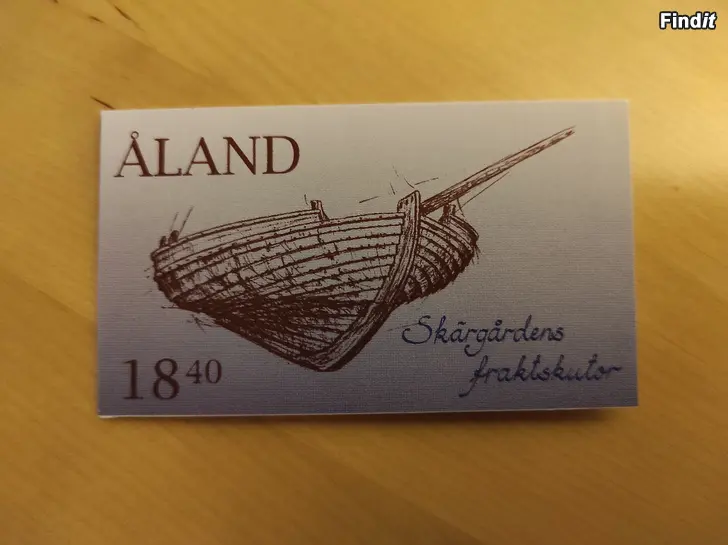 Findit
ÅLAND
Skärgårdens
fraktskutor
18 40